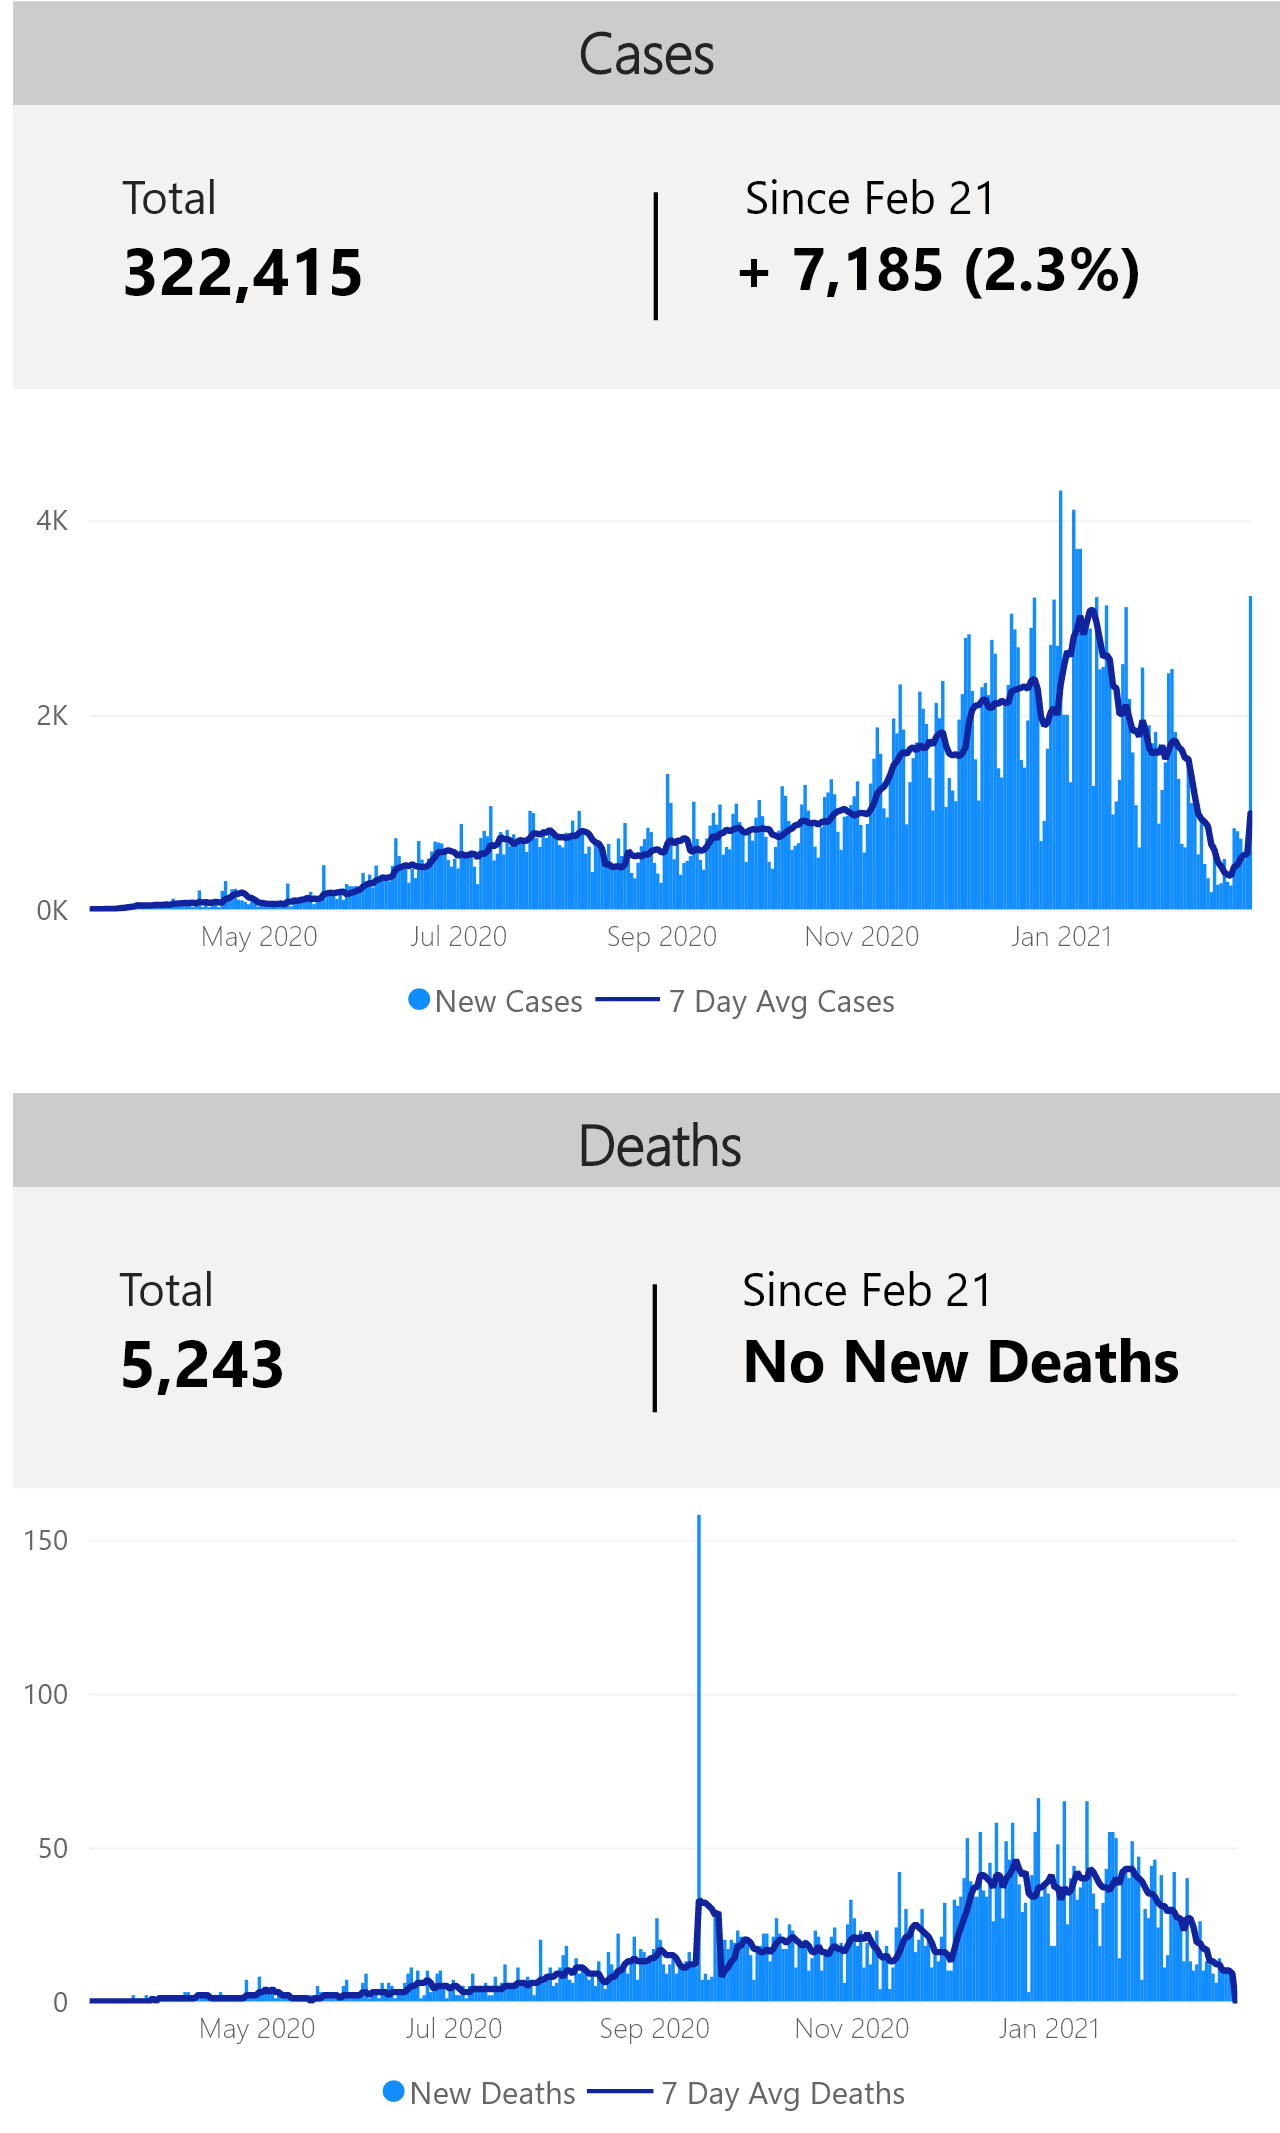 Cases
Total
Since Feb 21
322,415
+ 7,185 (2.3%)
4K
2K
0K
May 2020
Jul 2020
Sep 2020
Nov 2020
Jan 2021
New Cases
7 Day Avg Cases
Deaths
Total
Since Feb 21
5,243
No New Deaths
150
100
50
0
May 2020
Jul 2020
Sep 2020
Nov 2020
Jan 2021
New Deaths
7 Day Avg Deaths